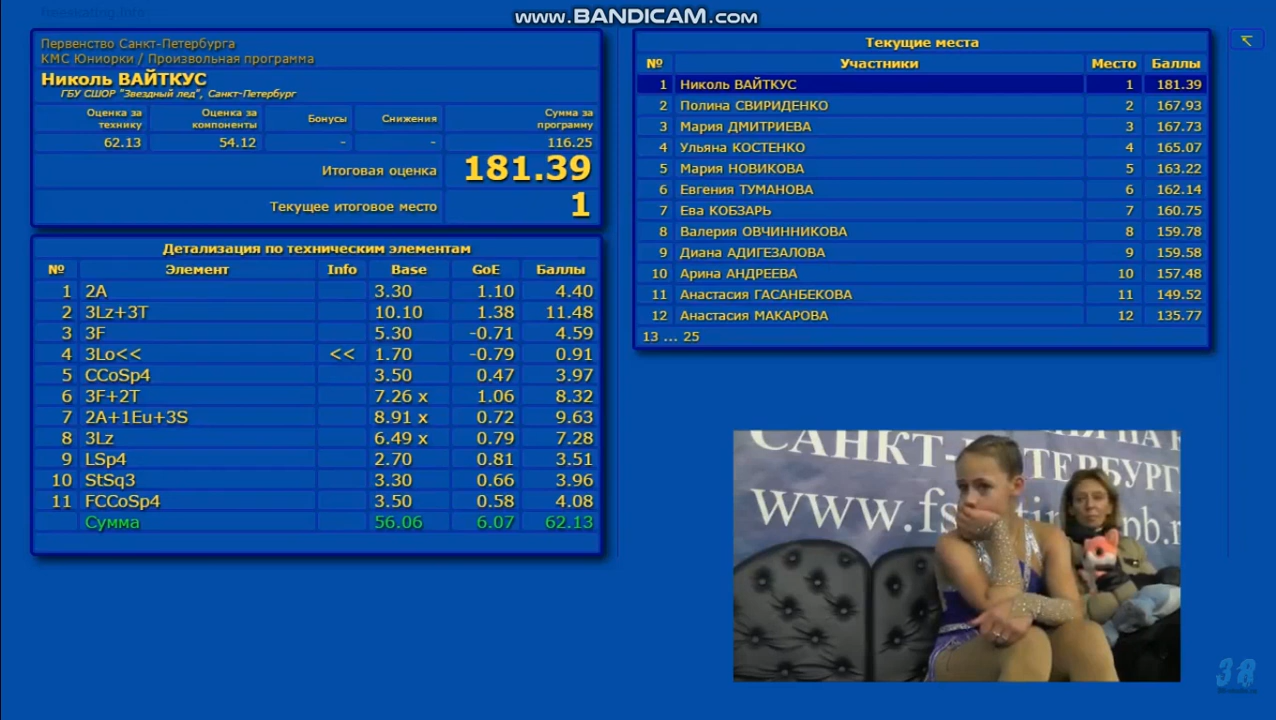 www.BANDICAM.com
Первенство Санкт-Петербурга
КМС Юниорки / Произвольная программа
Николь ВАЙТКУС
ГБУ СШОР "Звездный лед", Санкт-Петербург
Оценка за технику Оценка за компоненты Бонусы Снижения Сумма за программу
62.13 54.12 - - 116.25
Итоговая оценка 181.39
Текущее итоговое место 1
Детализация по техническим элементам
№ Элемент Info Base GoE Баллы
1 2A 3.30 1.10 4.40
2 3Lz+3T 10.10 1.38 11.48
3 3F 5.30 -0.71 4.59
4 3Lo<< << 1.70 -0.79 0.91
5 CCoSp4 3.50 0.47 3.97
6 3F+2T 7.26 x 1.06 8.32
7 2A+1Eu+3S 8.91 x 0.72 9.63
8 3Lz 6.49 x 0.79 7.28
9 LSp4 2.70 0.81 3.51
10 StSq3 3.30 0.66 3.96
11 FCCoSp4 3.50 0.58 4.08
Сумма 56.06 6.07 62.13
Текущие места
№ Участники Место Баллы
1 Николь ВАЙТКУС 1 181.39
2 Полина СВИРИДЕНКО 2 167.93
3 Мария ДМИТРИЕВА 3 167.73
4 Ульяна КОСТЕНКО 4 165.07
5 Мария НОВИКОВА 5 163.22
6 Евгения ТУМАНОВА 6 162.14
7 Ева КОБЗАРЬ 7 160.75
8 Валерия ОВЧИННИКОВА 8 159.78
9 Диана АДИГЕЗАЛОВА 9 159.58
10 Арина АНДРЕЕВА 10 157.48
11 Анастасия ГАСАНБЕКОВА 11 149.52
12 Анастасия МАКАРОВА 12 135.77
13 ... 25
САНКТ-ПЕТЕРБУРГ
www.fs
pb.r